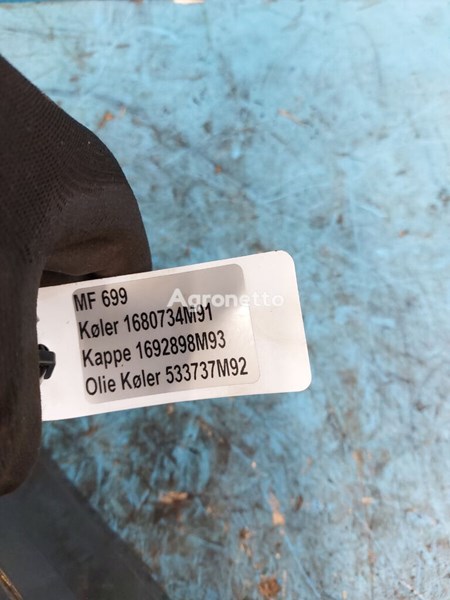 MF 699
Agronetto
Køler 1680734M91
Kappe 1692898M93
Olie Køler 533737M92